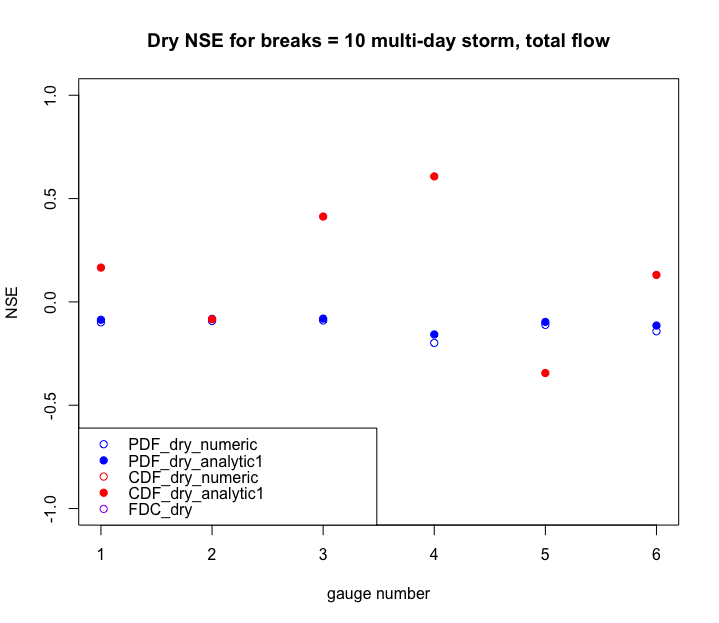 Dry NSE for breaks = 10 multi-day storm, total flow
NSE
1.0
0.5
0.0
-0.5
-1.0
PDF_dry_numeric
PDF_dry_analytic1
CDF_dry_numeric
CDF_dry_analytic1
FDC_dry
1 2 3 4 5 6
gauge number